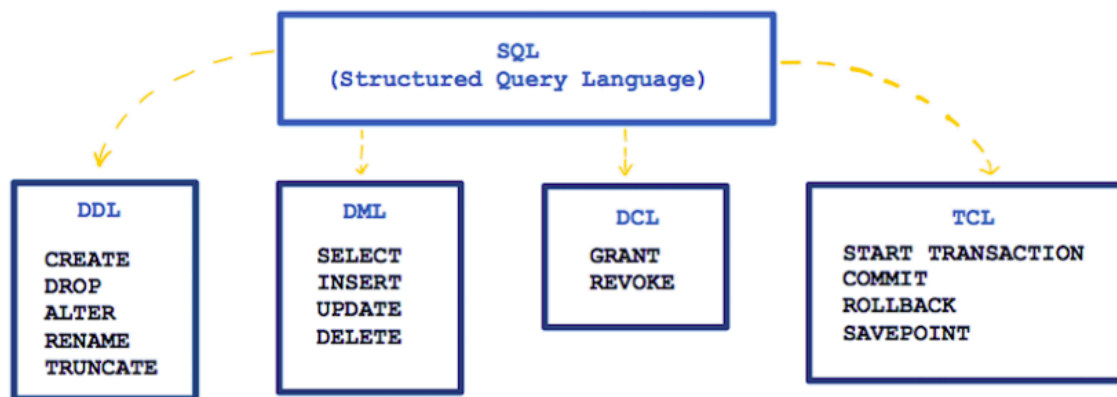 SQL
(Structured Query Language)
DDL
CREATE
DROP
ALTER
RENAME
TRUNCATE
DML
SELECT
INSERT
UPDATE
DELETE
DCL
GRANT
REVOKE
TCL
START TRANSACTION
COMMIT
ROLLBACK
SAVEPOINT